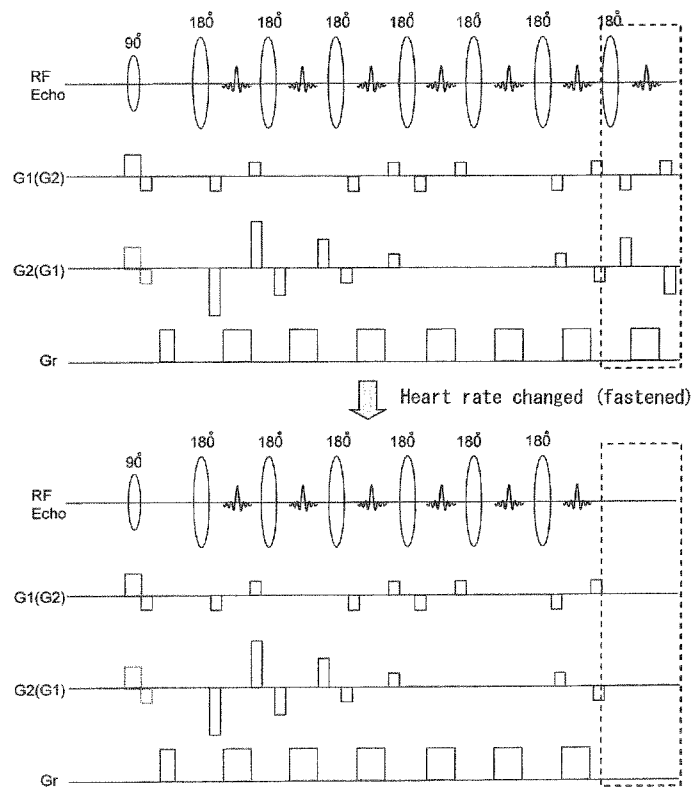 180° 180° 180° 180° 180° 180° 180°
90°
RF
Echo
G1(G2)
G2(G1)
Gr
Heart rate changed (fastened)
180° 180° 180° 180° 180° 180°
90°
RF
Echo
G1(G2)
G2(G1)
Gr